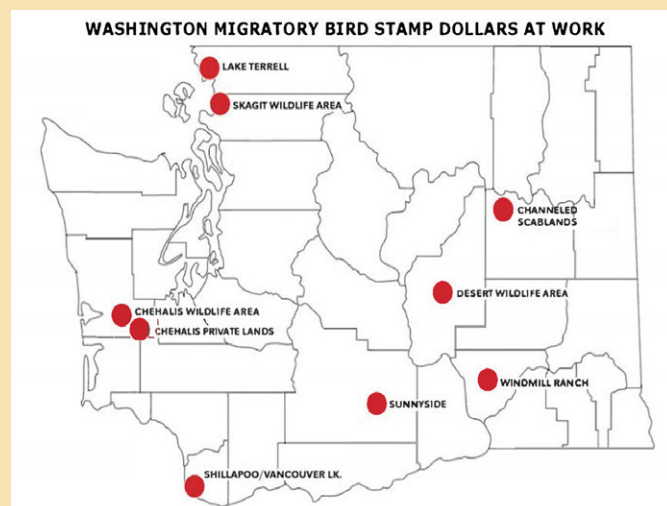 WASHINGTON MIGRATORY BIRD STAMP DOLLARS AT WORK
LAKE TERRELL
SKAGIT WILDLIFE AREA
CHANNELED
SCABLANDS
DESERT WILDLIFE AREA
CHEHALIS WILDLIFE AREA
CHEHALIS PRIVATE LANDS
WINDMILL RANCH
SUNNYSIDE
SHILLAPOO/VANCOUVER LK.